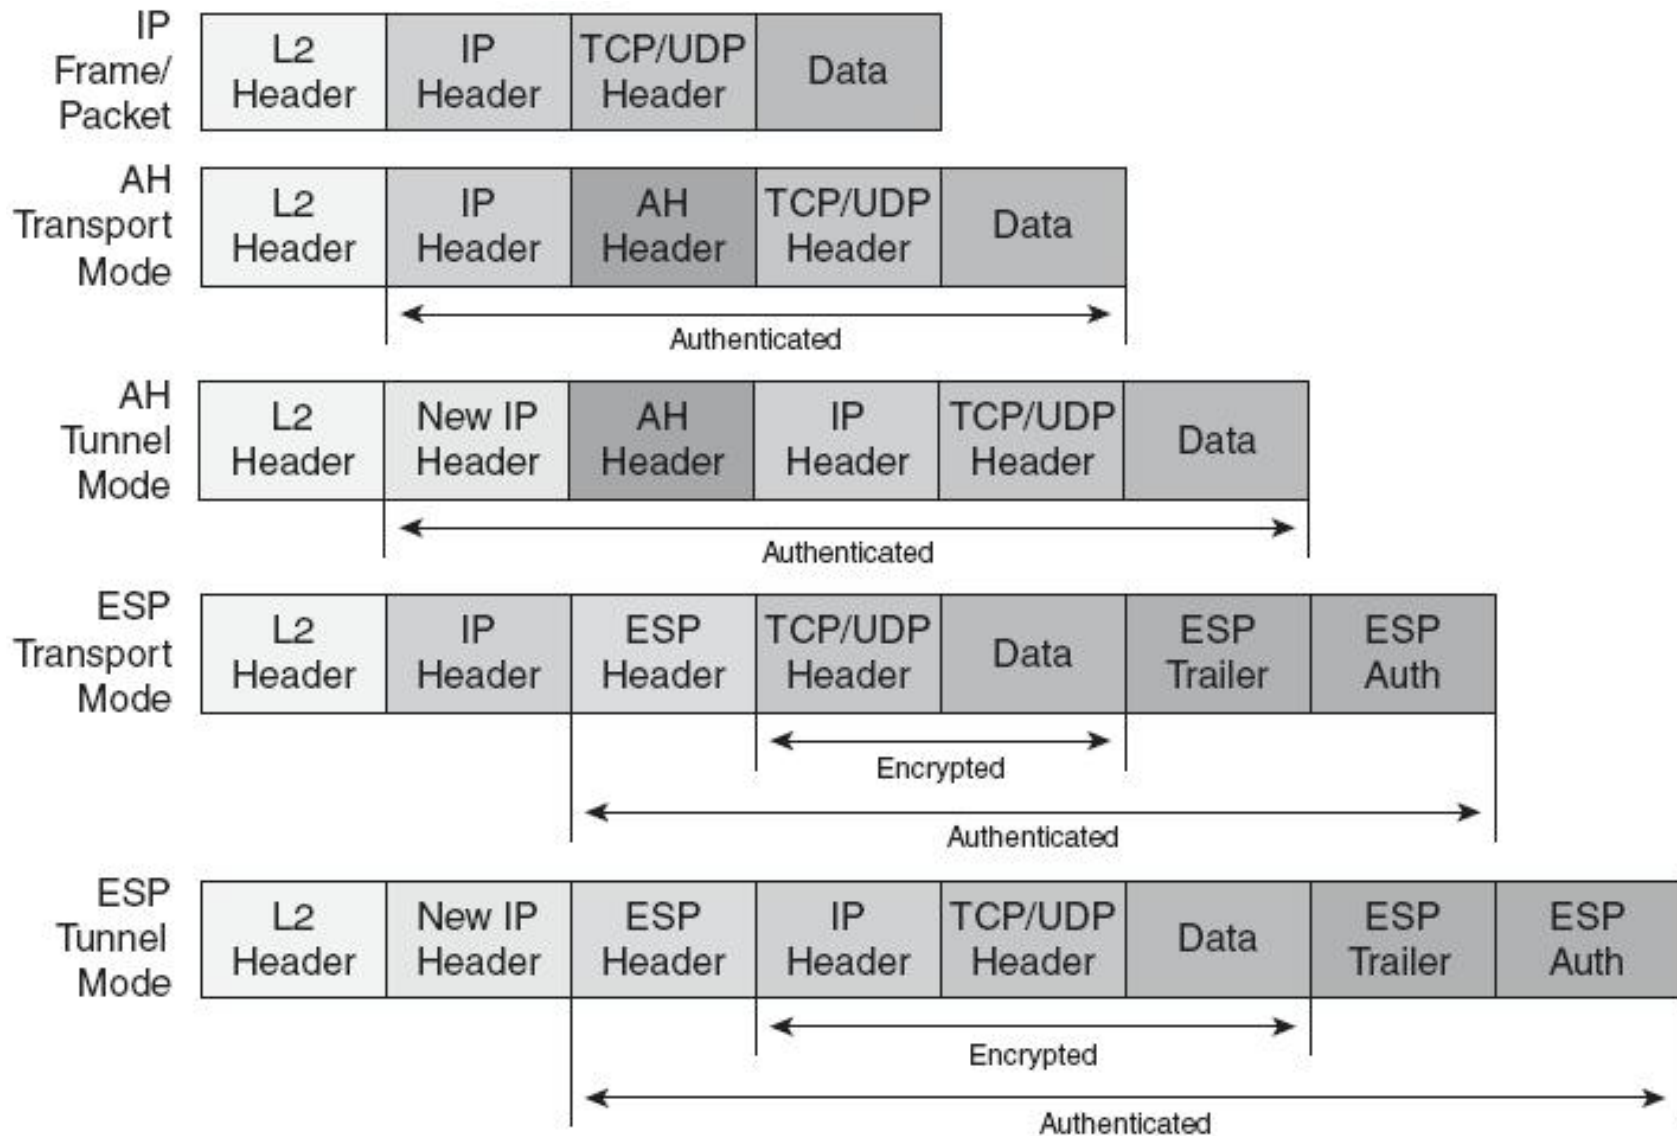 IP
Frame/
Packet
L2
Header
IP
Header
TCP/UDP
Header
Data
AH
Transport
Mode
L2
Header
IP
Header
AH
Header
TCP/UDP
Header
Data
Authenticated
AH
Tunnel
Mode
L2
Header
New IP
Header
AH
Header
IP
Header
TCP/UDP
Header
Data
Authenticated
ESP
Transport
Mode
L2
Header
IP
Header
ESP
Header
TCP/UDP
Header
Data
ESP
Trailer
ESP
Auth
Encrypted
Authenticated
ESP
Tunnel
Mode
L2
Header
New IP
Header
ESP
Header
IP
Header
TCP/UDP
Header
Data
ESP
Trailer
ESP
Auth
Encrypted
Authenticated